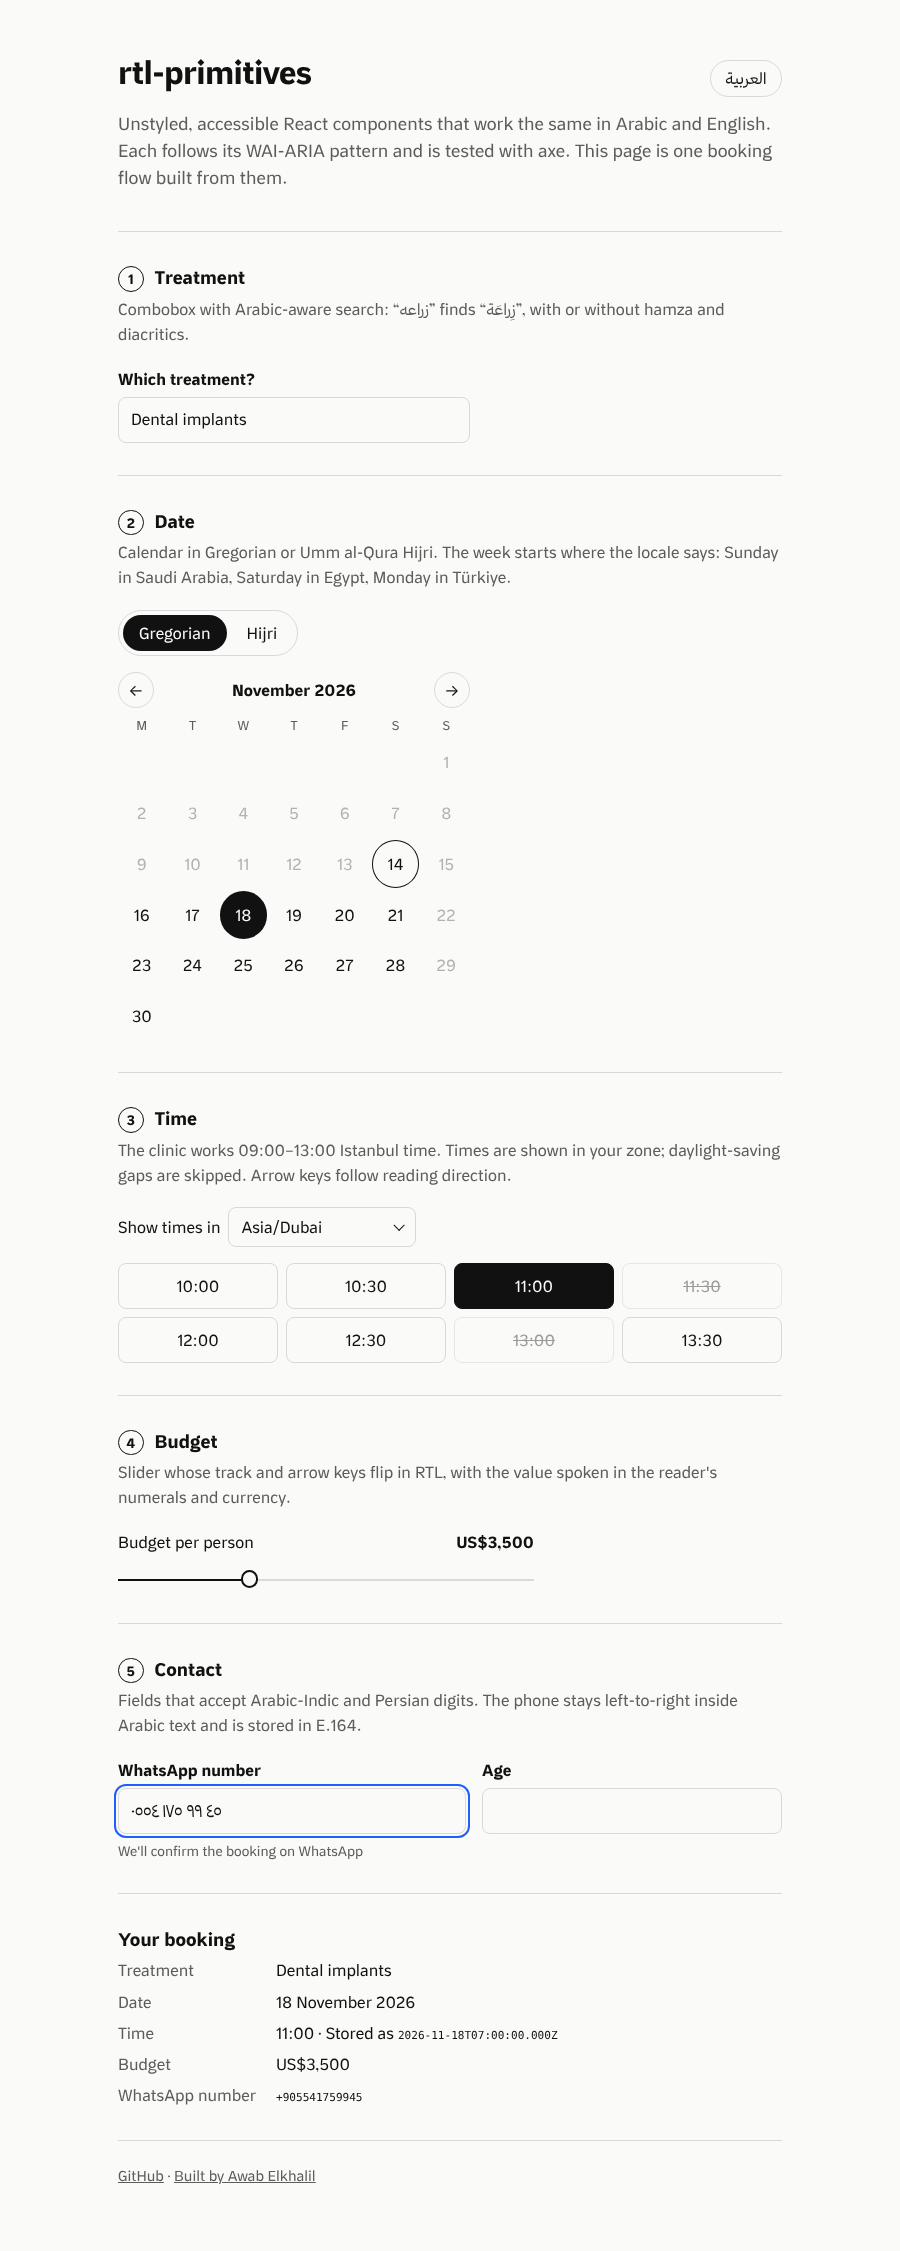 rtl-primitives
العربية
Unstyled, accessible React components that work the same in Arabic and English.
Each follows its WAI-ARIA pattern and is tested with axe. This page is one booking
flow built from them.
1 Treatment
Combobox with Arabic-aware search: “زراعه” finds “زِراعَة”, with or without hamza and
diacritics.
Which treatment?
Dental implants
2 Date
Calendar in Gregorian or Umm al-Qura Hijri. The week starts where the locale says: Sunday
in Saudi Arabia, Saturday in Egypt, Monday in Türkiye.
Gregorian Hijri
← November 2026 →
M T W T F S S
1
2 3 4 5 6 7 8
9 10 11 12 13 14 15
16 17 18 19 20 21 22
23 24 25 26 27 28 29
30
3 Time
The clinic works 09:00–13:00 Istanbul time. Times are shown in your zone; daylight-saving
gaps are skipped. Arrow keys follow reading direction.
Show times in Asia/Dubai
10:00 10:30 11:00 11:30
12:00 12:30 13:00 13:30
4 Budget
Slider whose track and arrow keys flip in RTL, with the value spoken in the reader's
numerals and currency.
Budget per person US$3,500
5 Contact
Fields that accept Arabic-Indic and Persian digits. The phone stays left-to-right inside
Arabic text and is stored in E.164.
WhatsApp number Age
٠٥٥٤ ١٧٥ ٩٩ ٤٥
We'll confirm the booking on WhatsApp
Your booking
Treatment Dental implants
Date 18 November 2026
Time 11:00 · Stored as 2026-11-18T07:00:00.000Z
Budget US$3,500
WhatsApp number +905541759945
GitHub · Built by Awab Elkhalil